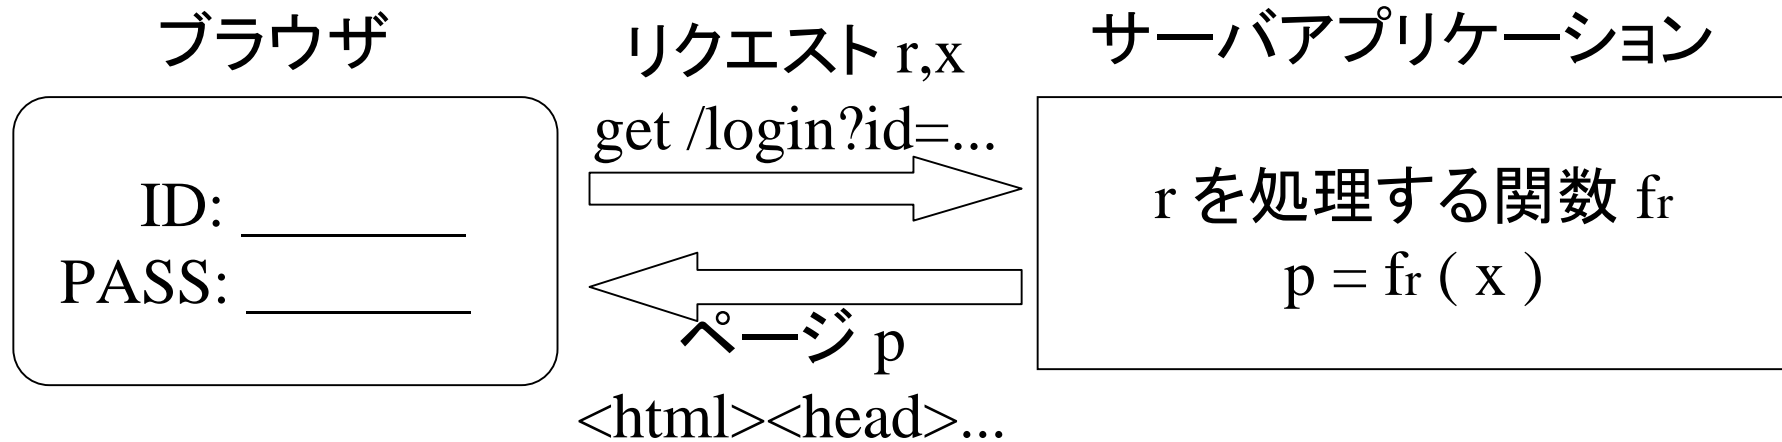 ブラウザ
ID:
PASS:
リクエスト r,x
get /login?id=...
ページ p
<html><head>...
サーバアプリケーション
r を処理する関数 fr
p = fr ( x )